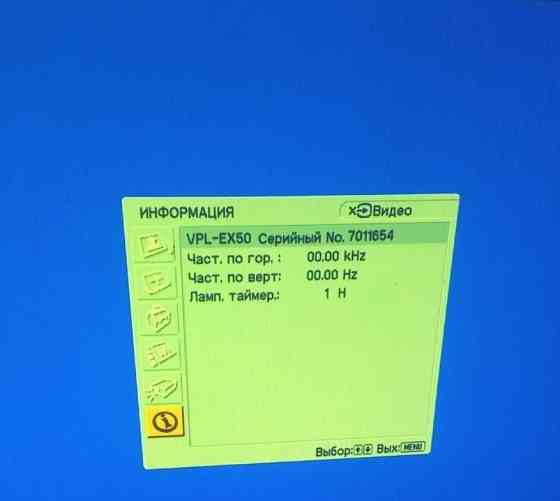 ИНФОРМАЦИЯ
Видео
VPL-EX50 Серийный No. 7011654
Част. по гор. : 00.00 kHz
Част. по верт: 00.00 Hz
Ламп. таймер.: 1 H
Выбор: Вых: MENU